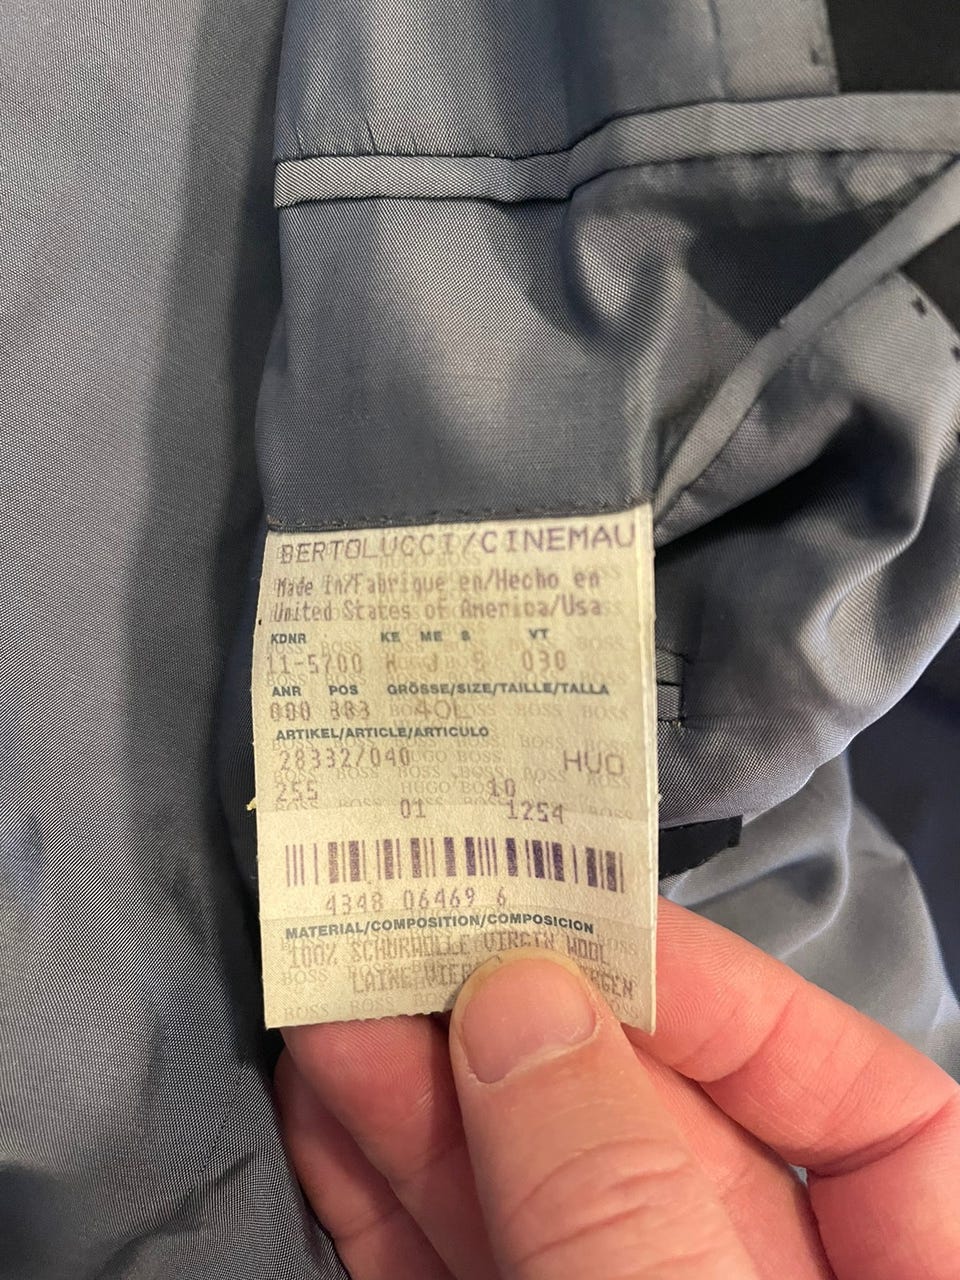 BERTOLUCCI/CINEMAU
Made in/Fabrique en/Hecho en
United States of America/Usa
KDNR KE ME S VT
11-5700 J S 030
ANR POS GRÖSSE/SIZE/TAILLE/TALLA
000 383 40L
ARTIKEL/ARTICLE/ARTICULO
28332/040 HUO
255 10
01 1254
4348 06469 6
MATERIAL/COMPOSITION/COMPOSICION
100% SCHURWOLLE VIRGIN WOOL
LAINE